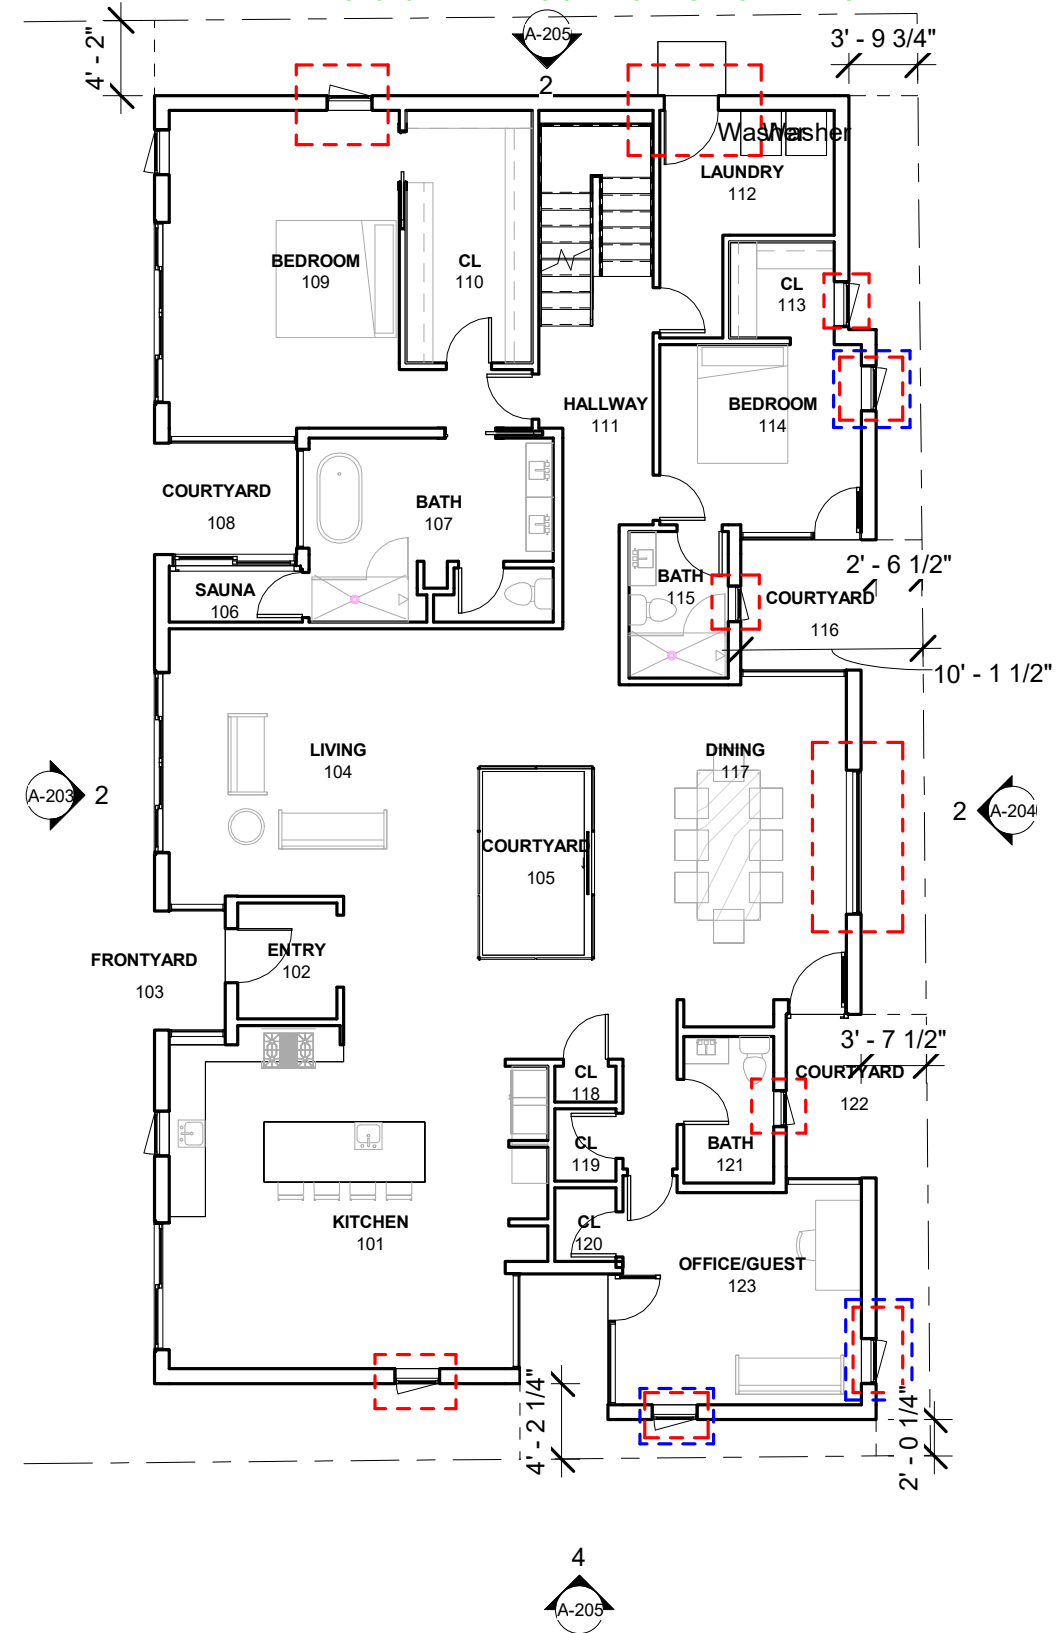 4' - 2"
A-205
2
3' - 9 3/4"
Washer
Washer
LAUNDRY
112
BEDROOM
109
CL
110
CL
113
HALLWAY
111
BEDROOM
114
COURTYARD
108
BATH
107
SAUNA
106
BATH
115
2' - 6 1/2"
COURTYARD
116
10' - 1 1/2"
LIVING
104
DINING
117
A-203
2
2
A-204
COURTYARD
105
ENTRY
102
FRONTYARD
103
3' - 7 1/2"
COURTYARD
122
CL
118
CL
119
BATH
121
CL
120
KITCHEN
101
OFFICE/GUEST
123
4' - 2 1/4"
2' - 0 1/4"
4
A-205